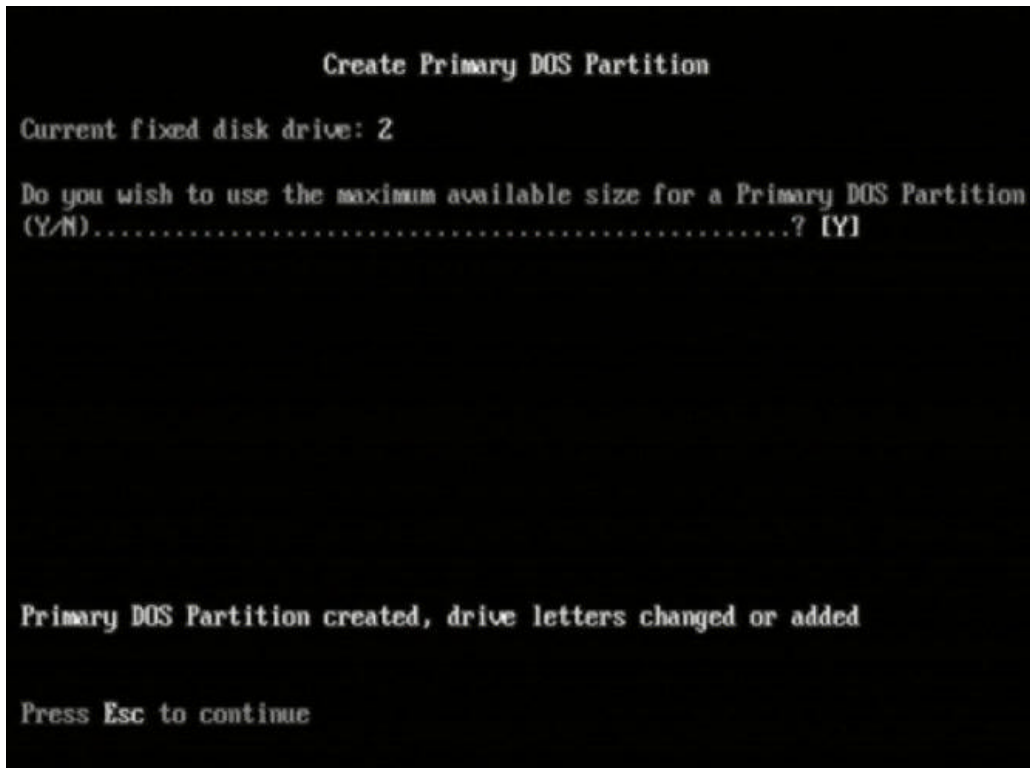 Create Primary DOS Partition
Current fixed disk drive: 2
Do you wish to use the maximum available size for a Primary DOS Partition
(Y/N)....................................................? [Y]
Primary DOS Partition created, drive letters changed or added
Press Esc to continue